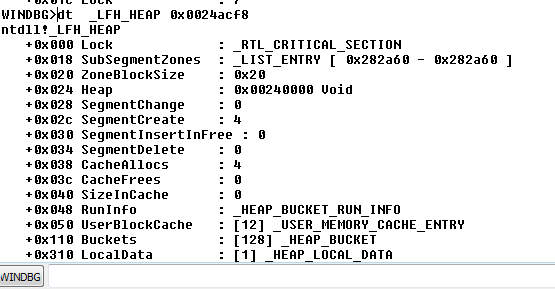 WINDBG>dt  _LFH_HEAP 0x0024acf8
ntdll!_LFH_HEAP
   +0x000 Lock             : _RTL_CRITICAL_SECTION
   +0x018 SubSegmentZones  : _LIST_ENTRY [ 0x282a60 - 0x282a60 ]
   +0x020 ZoneBlockSize    : 0x20
   +0x024 Heap             : 0x00240000 Void
   +0x028 SegmentChange    : 0
   +0x02c SegmentCreate    : 4
   +0x030 SegmentInsertInFree : 0
   +0x034 SegmentDelete    : 0
   +0x038 CacheAllocs      : 4
   +0x03c CacheFrees       : 0
   +0x040 SizeInCache      : 0
   +0x048 RunInfo          : _HEAP_BUCKET_RUN_INFO
   +0x050 UserBlockCache   : [12] _USER_MEMORY_CACHE_ENTRY
   +0x110 Buckets          : [128] _HEAP_BUCKET
   +0x310 LocalData        : [1] _HEAP_LOCAL_DATA
WINDBG